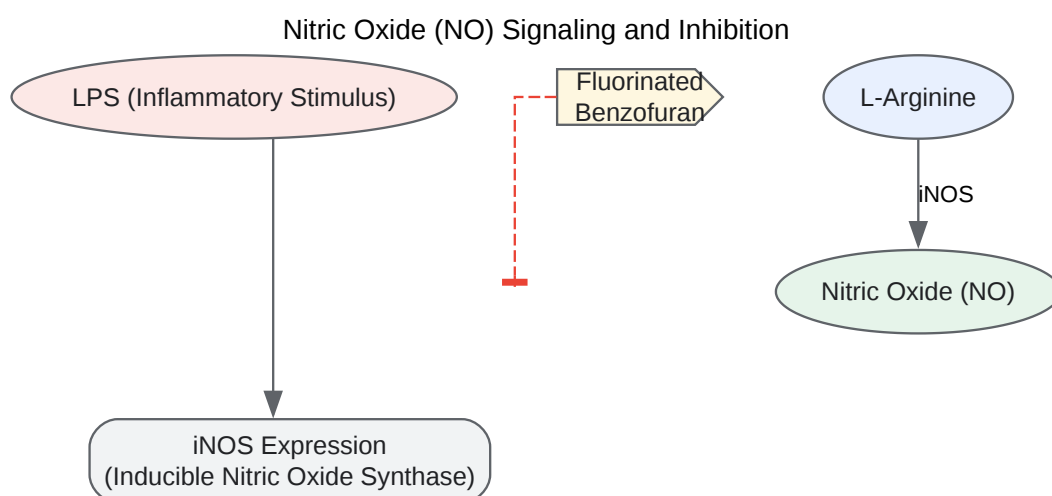 Nitric Oxide (NO) Signaling and Inhibition
LPS (Inflammatory Stimulus)
Fluorinated
Benzofuran
L-Arginine
iNOS
Nitric Oxide (NO)
iNOS Expression
(Inducible Nitric Oxide Synthase)